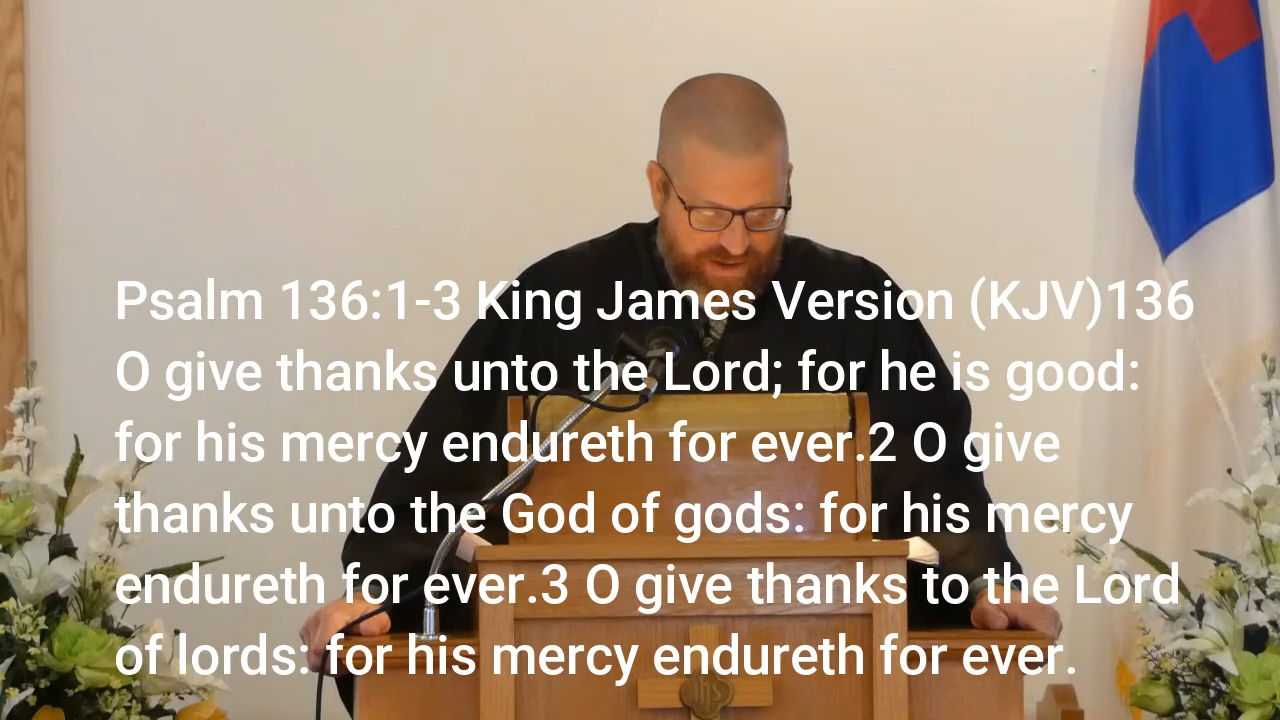 Psalm 136:1-3 King James Version (KJV)136
O give thanks unto the Lord; for he is good:
for his mercy endureth for ever.2 O give
thanks unto the God of gods: for his mercy
endureth for ever.3 O give thanks to the Lord
of lords: for his mercy endureth for ever.
IHS